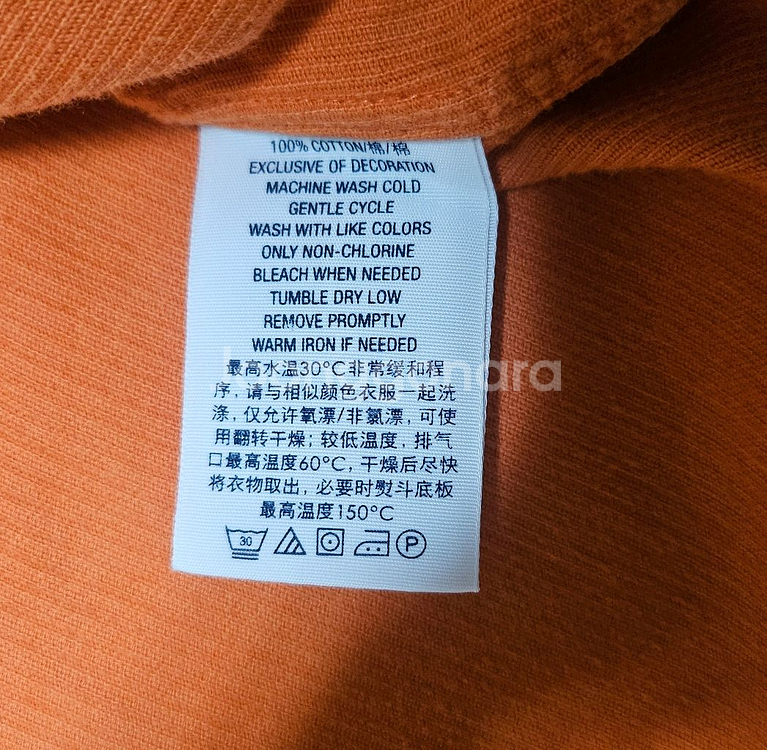 100% COTTON/棉/棉
EXCLUSIVE OF DECORATION
MACHINE WASH COLD
GENTLE CYCLE
WASH WITH LIKE COLORS
ONLY NON-CHLORINE
BLEACH WHEN NEEDED
TUMBLE DRY LOW
REMOVE PROMPTLY
WARM IRON IF NEEDED
最高水温30°C非常缓和程
序, 请与相似颜色衣服一起洗
涤, 仅允许氧漂/非氯漂, 可使
用翻转干燥; 较低温度, 排气
口最高温度60°C, 干燥后尽快
将衣物取出, 必要时熨斗底板
最高温度150°C
30 P